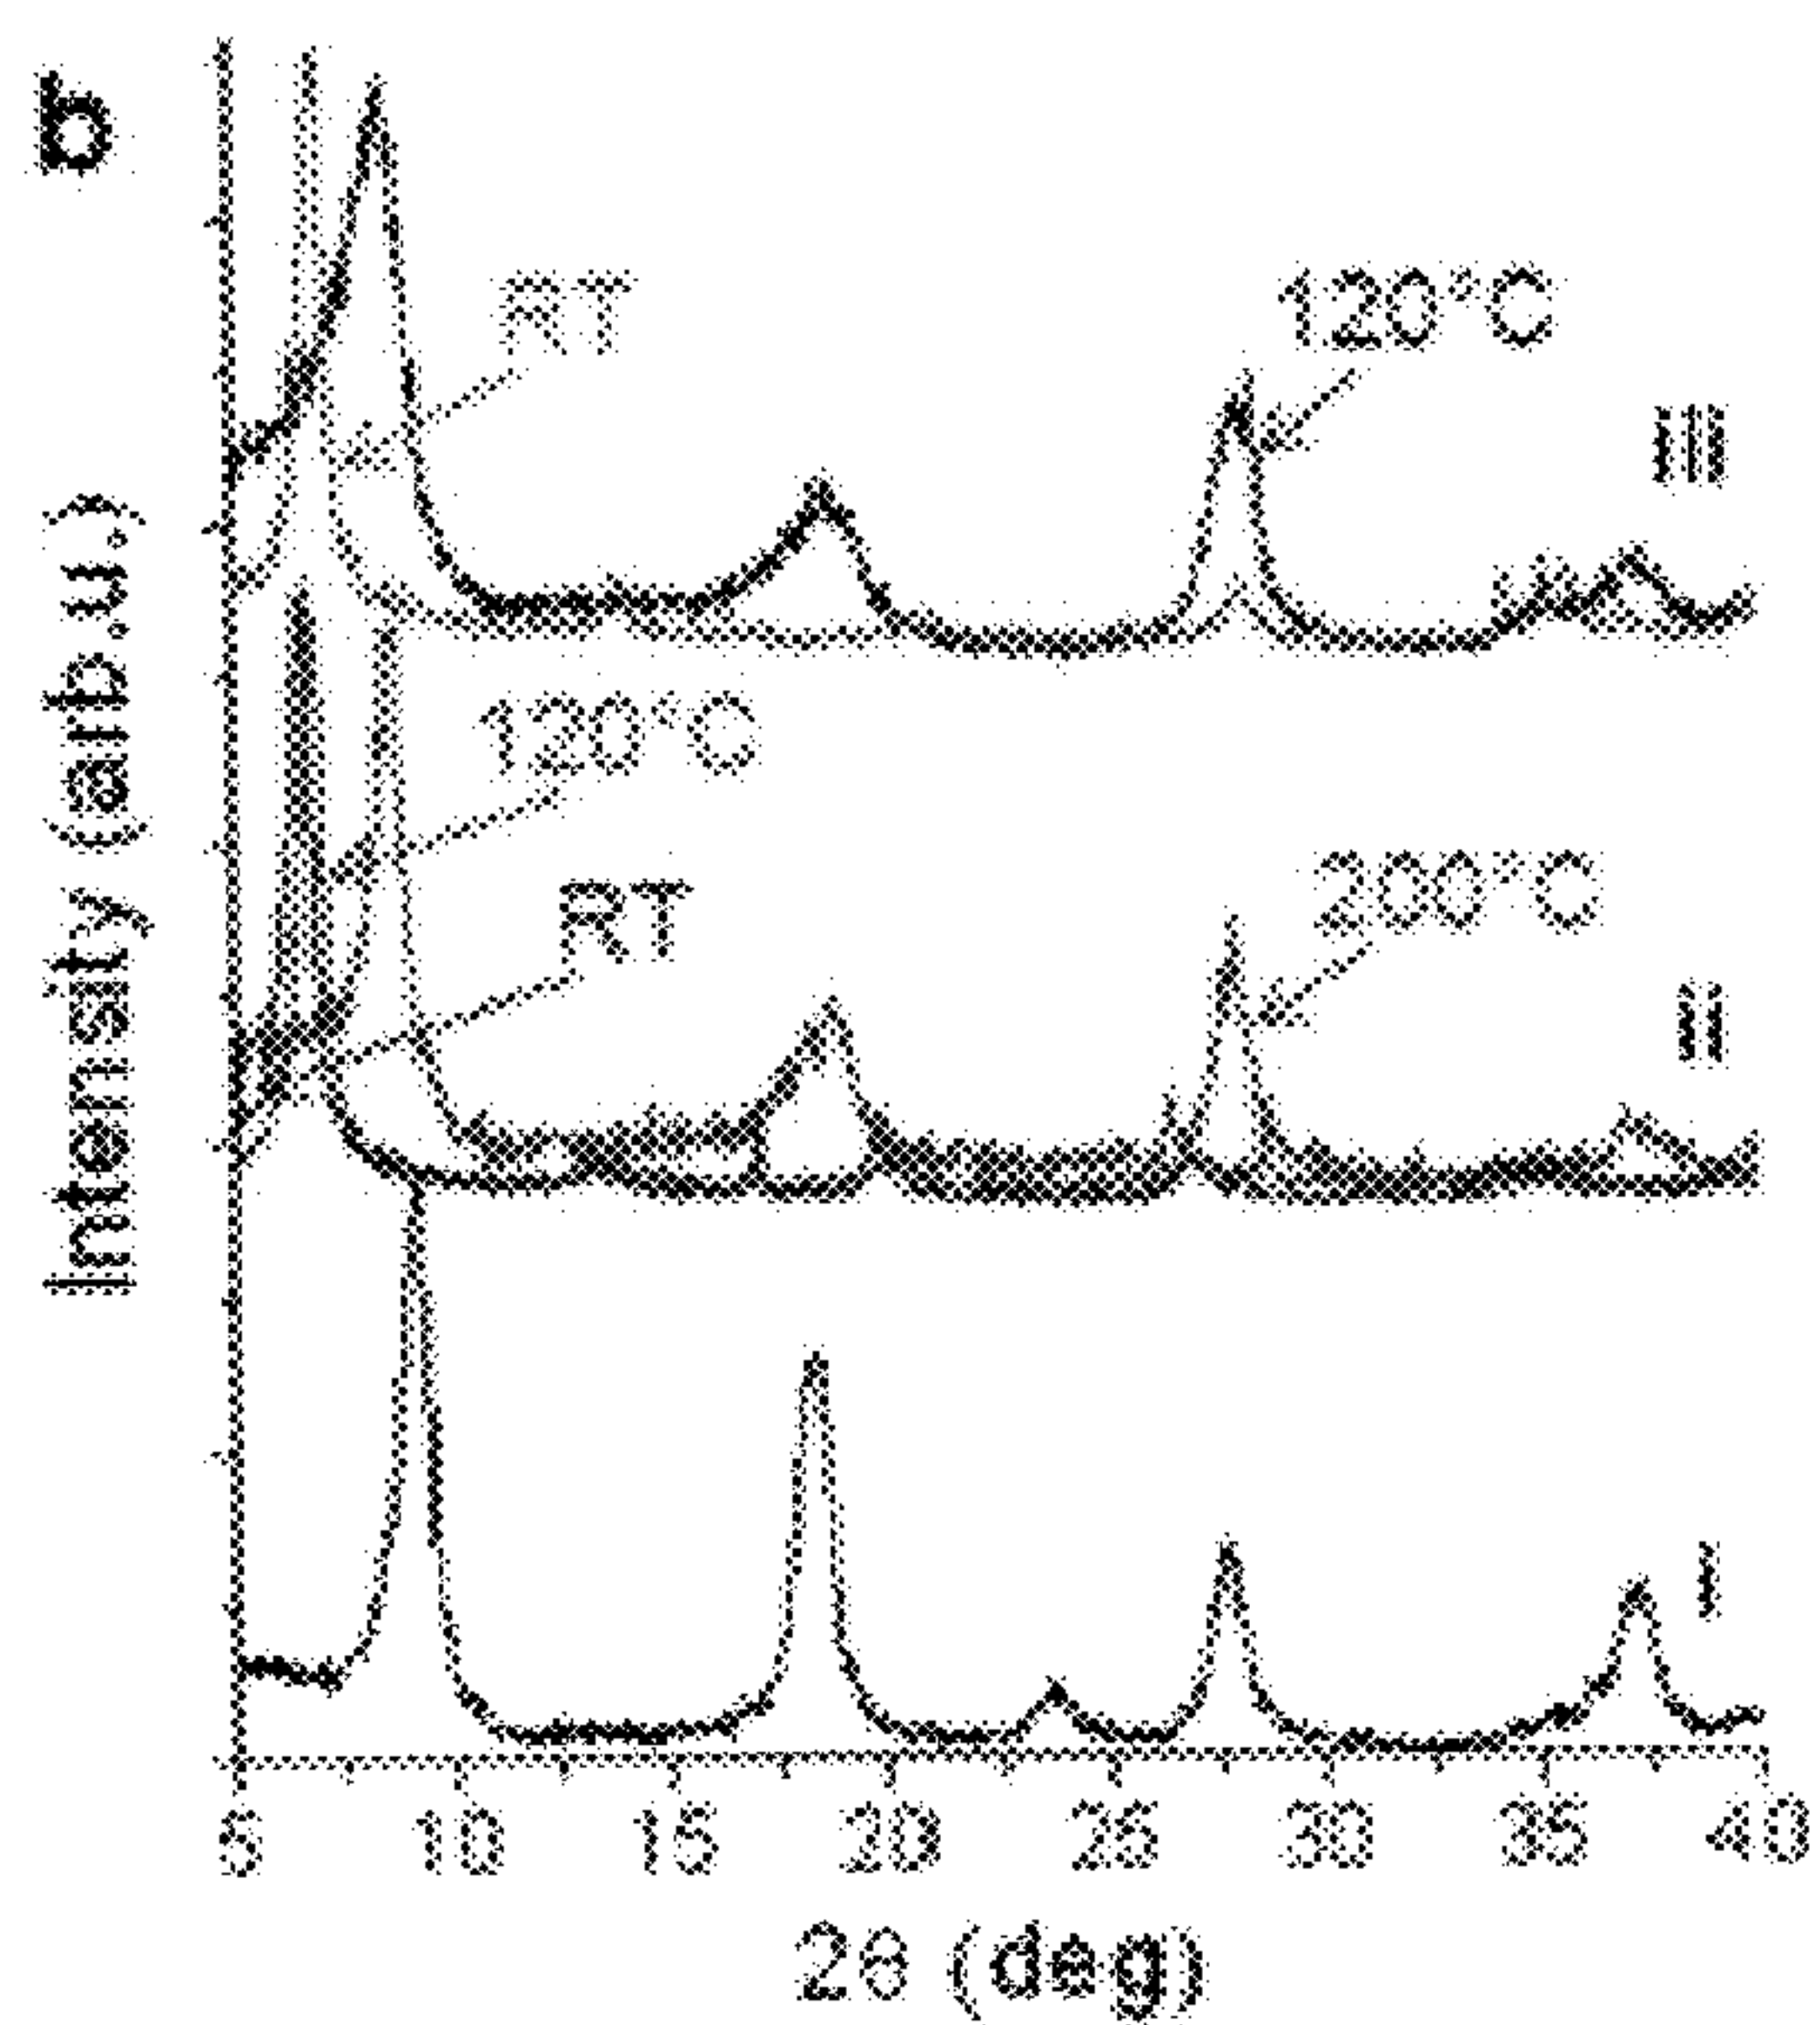 b
Intensity (arb.u.)
RT
120°C
III
120°C
RT
200°C
II
I
5 10 15 20 25 30 35 40
2θ (deg)